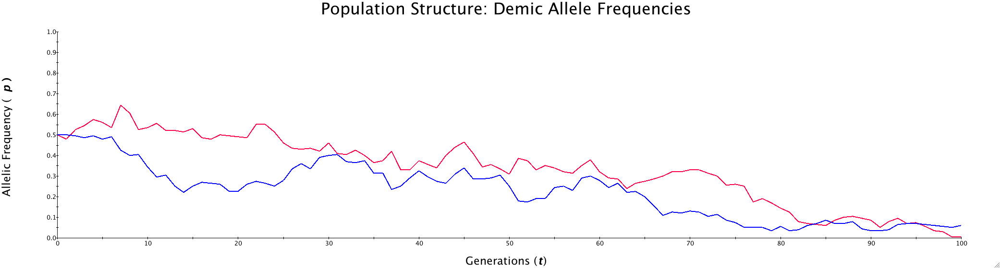 Population Structure: Demic Allele Frequencies
Allelic Frequency ( p )
1.0
0.9
0.8
0.7
0.6
0.5
0.4
0.3
0.2
0.1
0.0
0 10 20 30 40 50 60 70 80 90 100
Generations (t)